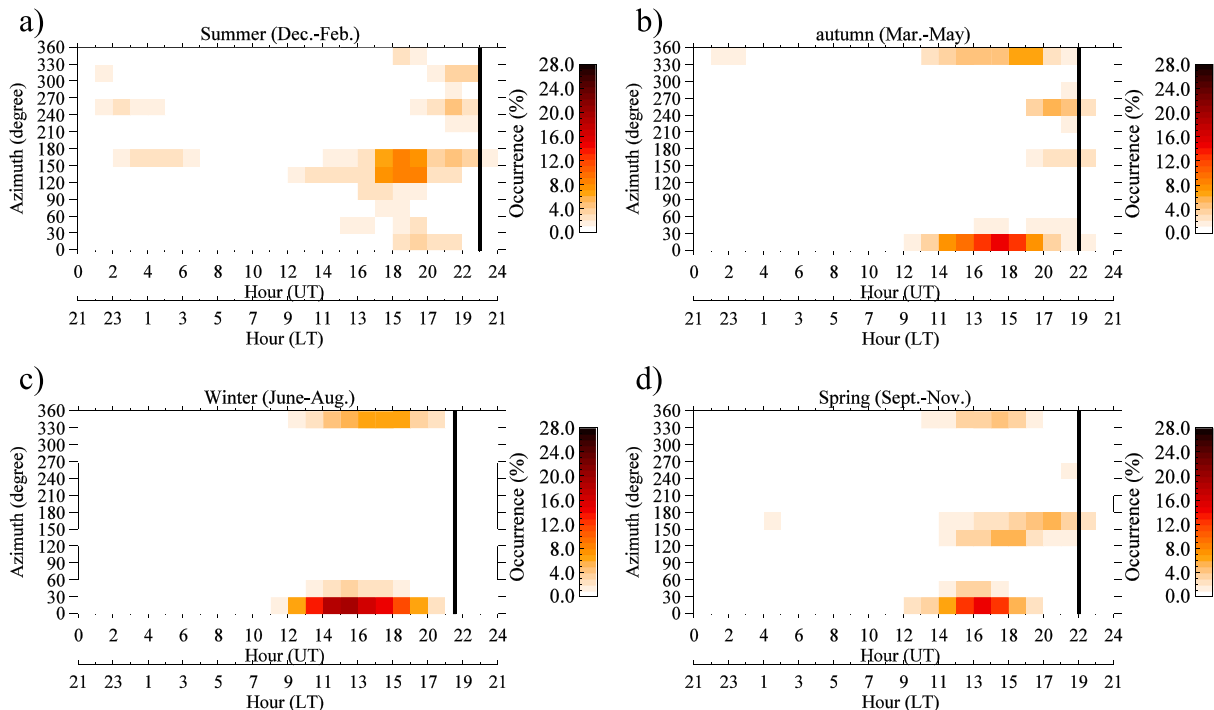 a)
Summer (Dec.-Feb.)
360
330
300
270
240
210
180
150
120
90
60
30
0
Azimuth (degree)
0 2 4 6 8 10 12 14 16 18 20 22 24
Hour (UT)
21 23 1 3 5 7 9 11 13 15 17 19 21
Hour (LT)
28.0
24.0
20.0
16.0
12.0
8.0
4.0
0.0
Occurrence (%)
b)
autumn (Mar.-May)
360
330
300
270
240
210
180
150
120
90
60
30
0
Azimuth (degree)
0 2 4 6 8 10 12 14 16 18 20 22 24
Hour (UT)
21 23 1 3 5 7 9 11 13 15 17 19 21
Hour (LT)
28.0
24.0
20.0
16.0
12.0
8.0
4.0
0.0
Occurrence (%)
c)
Winter (June-Aug.)
360
330
300
270
240
210
180
150
120
60
30
0
Azimuth (degree)
0 2 4 6 8 10 12 14 16 18 20 22 24
Hour (UT)
21 23 1 3 5 7 9 11 13 15 17 19 21
Hour (LT)
28.0
24.0
20.0
16.0
12.0
8.0
4.0
0.0
Occurrence (%)
d)
Spring (Sept.-Nov.)
360
330
300
270
240
210
180
150
120
60
30
0
Azimuth (degree)
0 2 4 6 8 10 12 14 16 18 20 22 24
Hour (UT)
21 23 1 3 5 7 9 11 13 15 17 19 21
Hour (LT)
28.0
24.0
20.0
16.0
12.0
8.0
4.0
0.0
Occurrence (%)